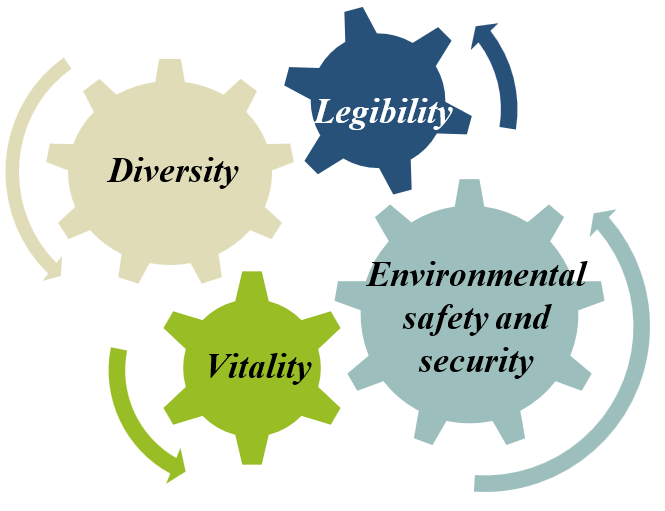 Legibility
Diversity
Environmental
safety and
security
Vitality